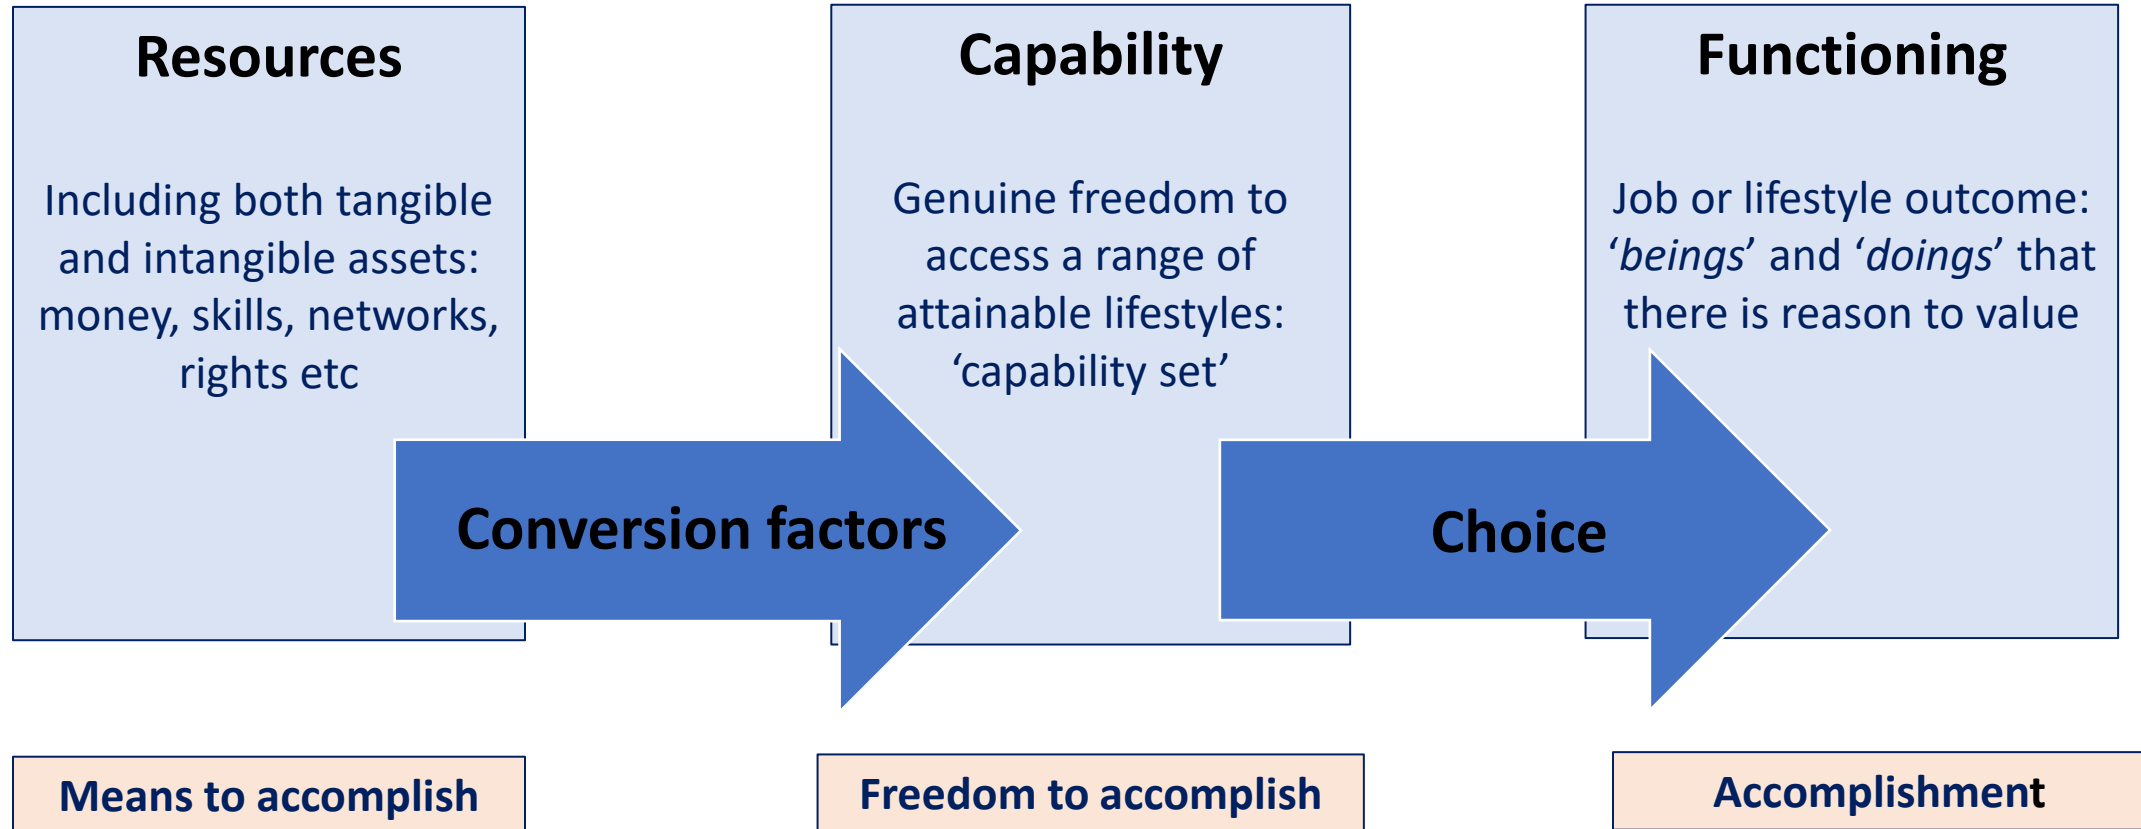 Resources
Including both tangible
and intangible assets:
money, skills, networks,
rights etc
Conversion factors
Capability
Genuine freedom to
access a range of
attainable lifestyles:
‘capability set’
Choice
Functioning
Job or lifestyle outcome:
‘beings’ and ‘doings’ that
there is reason to value
Means to accomplish
Freedom to accomplish
Accomplishment